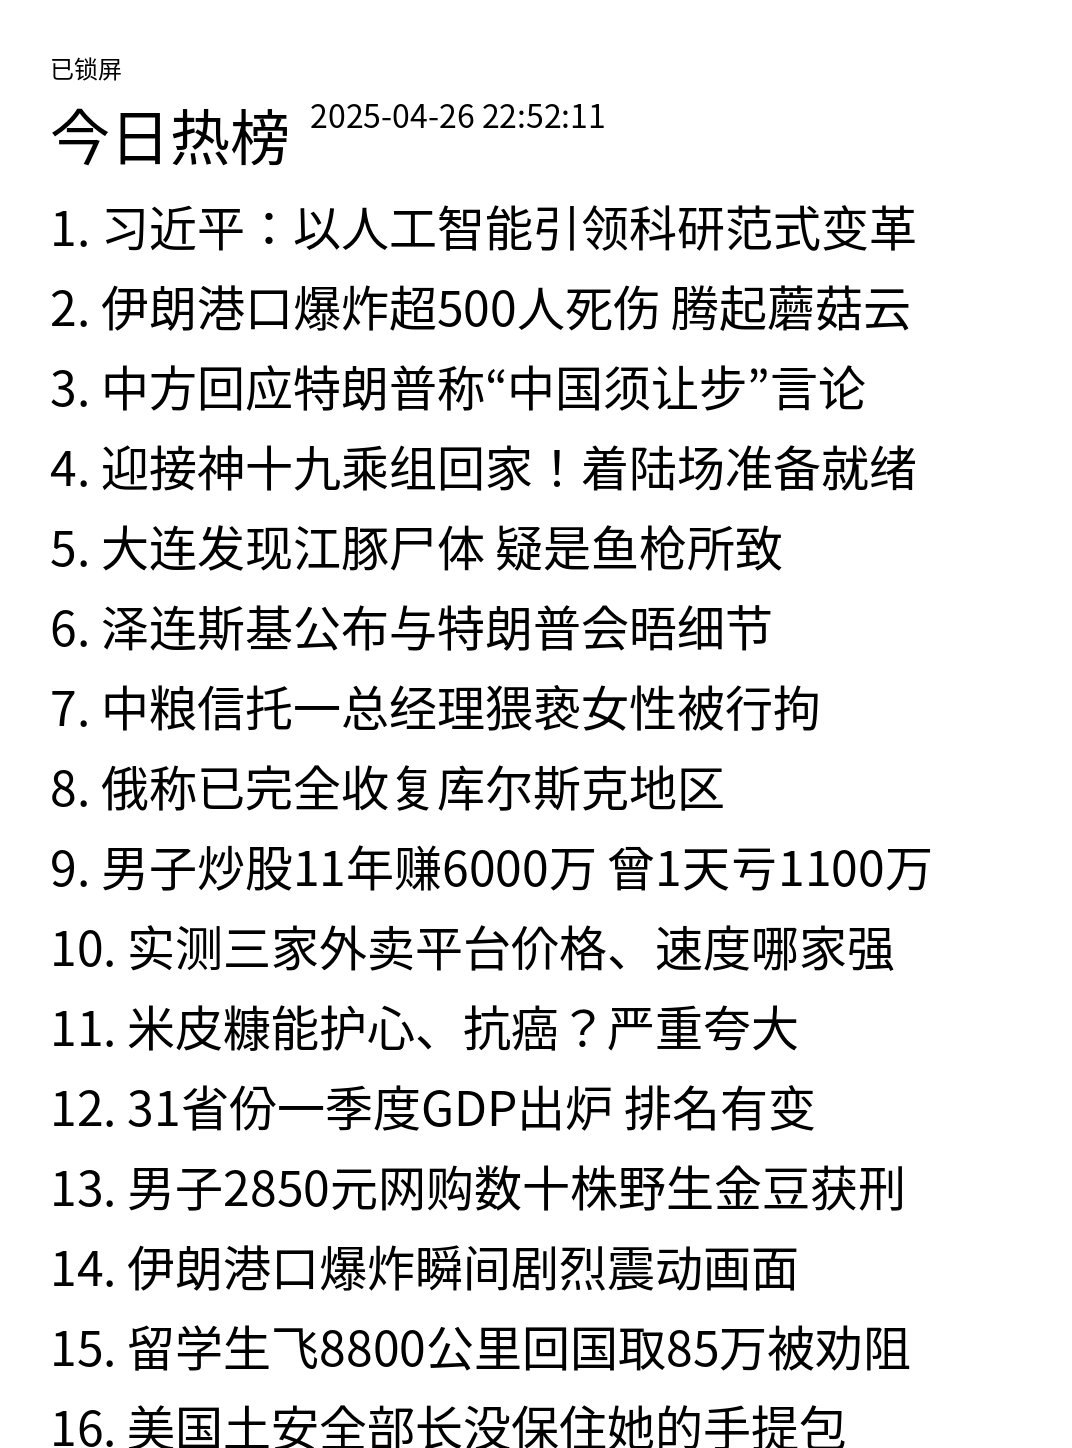 已锁屏
今日热榜 2025-04-26 22:52:11
1. 习近平：以人工智能引领科研范式变革
2. 伊朗港口爆炸超500人死伤 腾起蘑菇云
3. 中方回应特朗普称“中国须让步”言论
4. 迎接神十九乘组回家！着陆场准备就绪
5. 大连发现江豚尸体 疑是鱼枪所致
6. 泽连斯基公布与特朗普会晤细节
7. 中粮信托一总经理猥亵女性被行拘
8. 俄称已完全收复库尔斯克地区
9. 男子炒股11年赚6000万 曾1天亏1100万
10. 实测三家外卖平台价格、速度哪家强
11. 米皮糠能护心、抗癌？严重夸大
12. 31省份一季度GDP出炉 排名有变
13. 男子2850元网购数十株野生金豆获刑
14. 伊朗港口爆炸瞬间剧烈震动画面
15. 留学生飞8800公里回国取85万被劝阻
16. 美国土安全部长没保住她的手提包